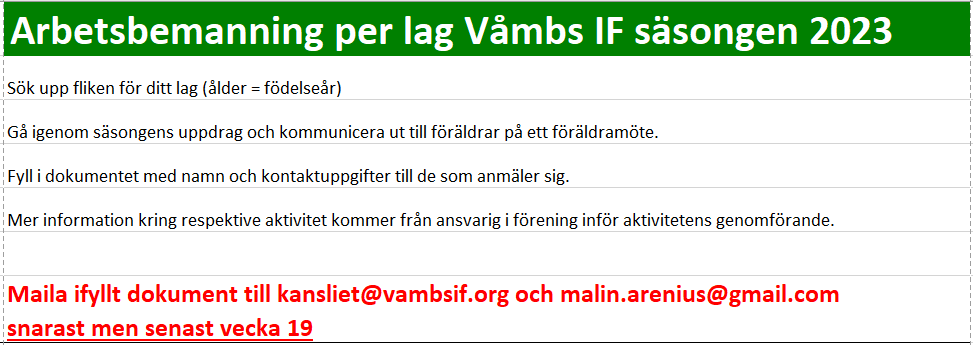 Arbetsbemanning per lag Våmbs IF säsongen 2023
Sök upp fliken för ditt lag (ålder = födelseår)
Gå igenom säsongens uppdrag och kommunicera ut till föräldrar på ett föräldramöte.
Fyll i dokumentet med namn och kontaktuppgifter till de som anmäler sig.
Mer information kring respektive aktivitet kommer från ansvarig i förening inför aktivitetens genomförande.
Maila ifyllt dokument till kansliet@vambsif.org och malin.arenius@gmail.com
snarast men senast vecka 19